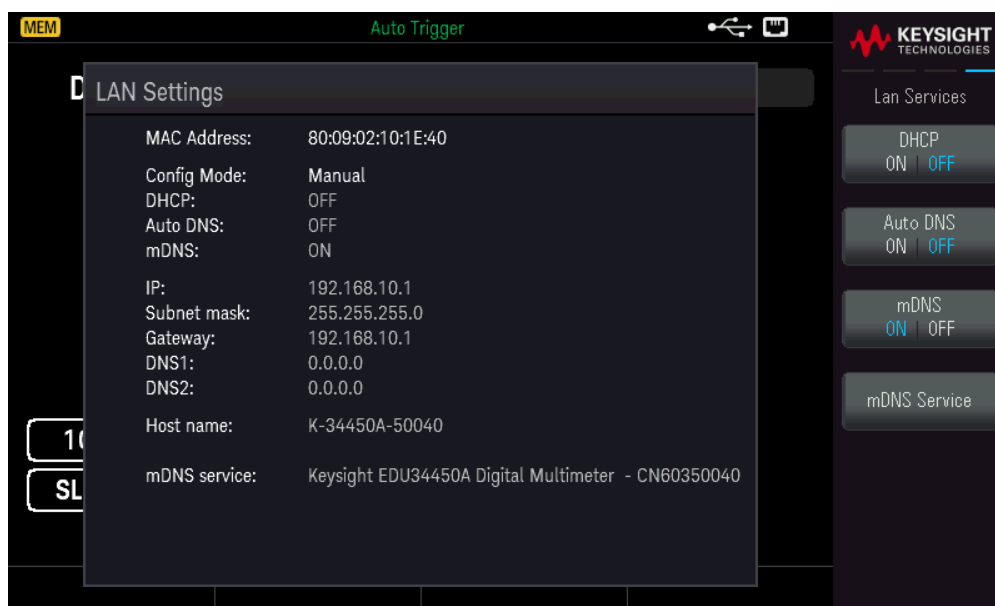 MEM
Auto Trigger
KEYSIGHT
TECHNOLOGIES
D
LAN Settings
MAC Address: 80:09:02:10:1E:40
Config Mode: Manual
DHCP: OFF
Auto DNS: OFF
mDNS: ON
IP: 192.168.10.1
Subnet mask: 255.255.255.0
Gateway: 192.168.10.1
DNS1: 0.0.0.0
DNS2: 0.0.0.0
Host name: K-34450A-50040
mDNS service: Keysight EDU34450A Digital Multimeter - CN60350040
10
SL
Lan Services
DHCP
ON | OFF
Auto DNS
ON | OFF
mDNS
ON | OFF
mDNS Service